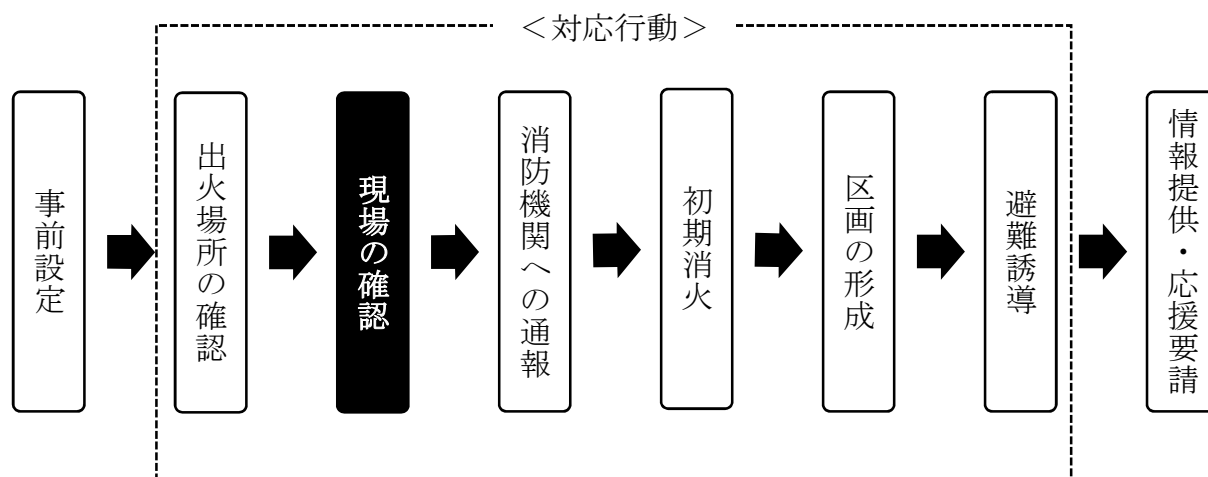 ＜対応行動＞
事前設定
出火場所の確認
現場の確認
消防機関への通報
初期消火
区画の形成
避難誘導
情報提供・応援要請